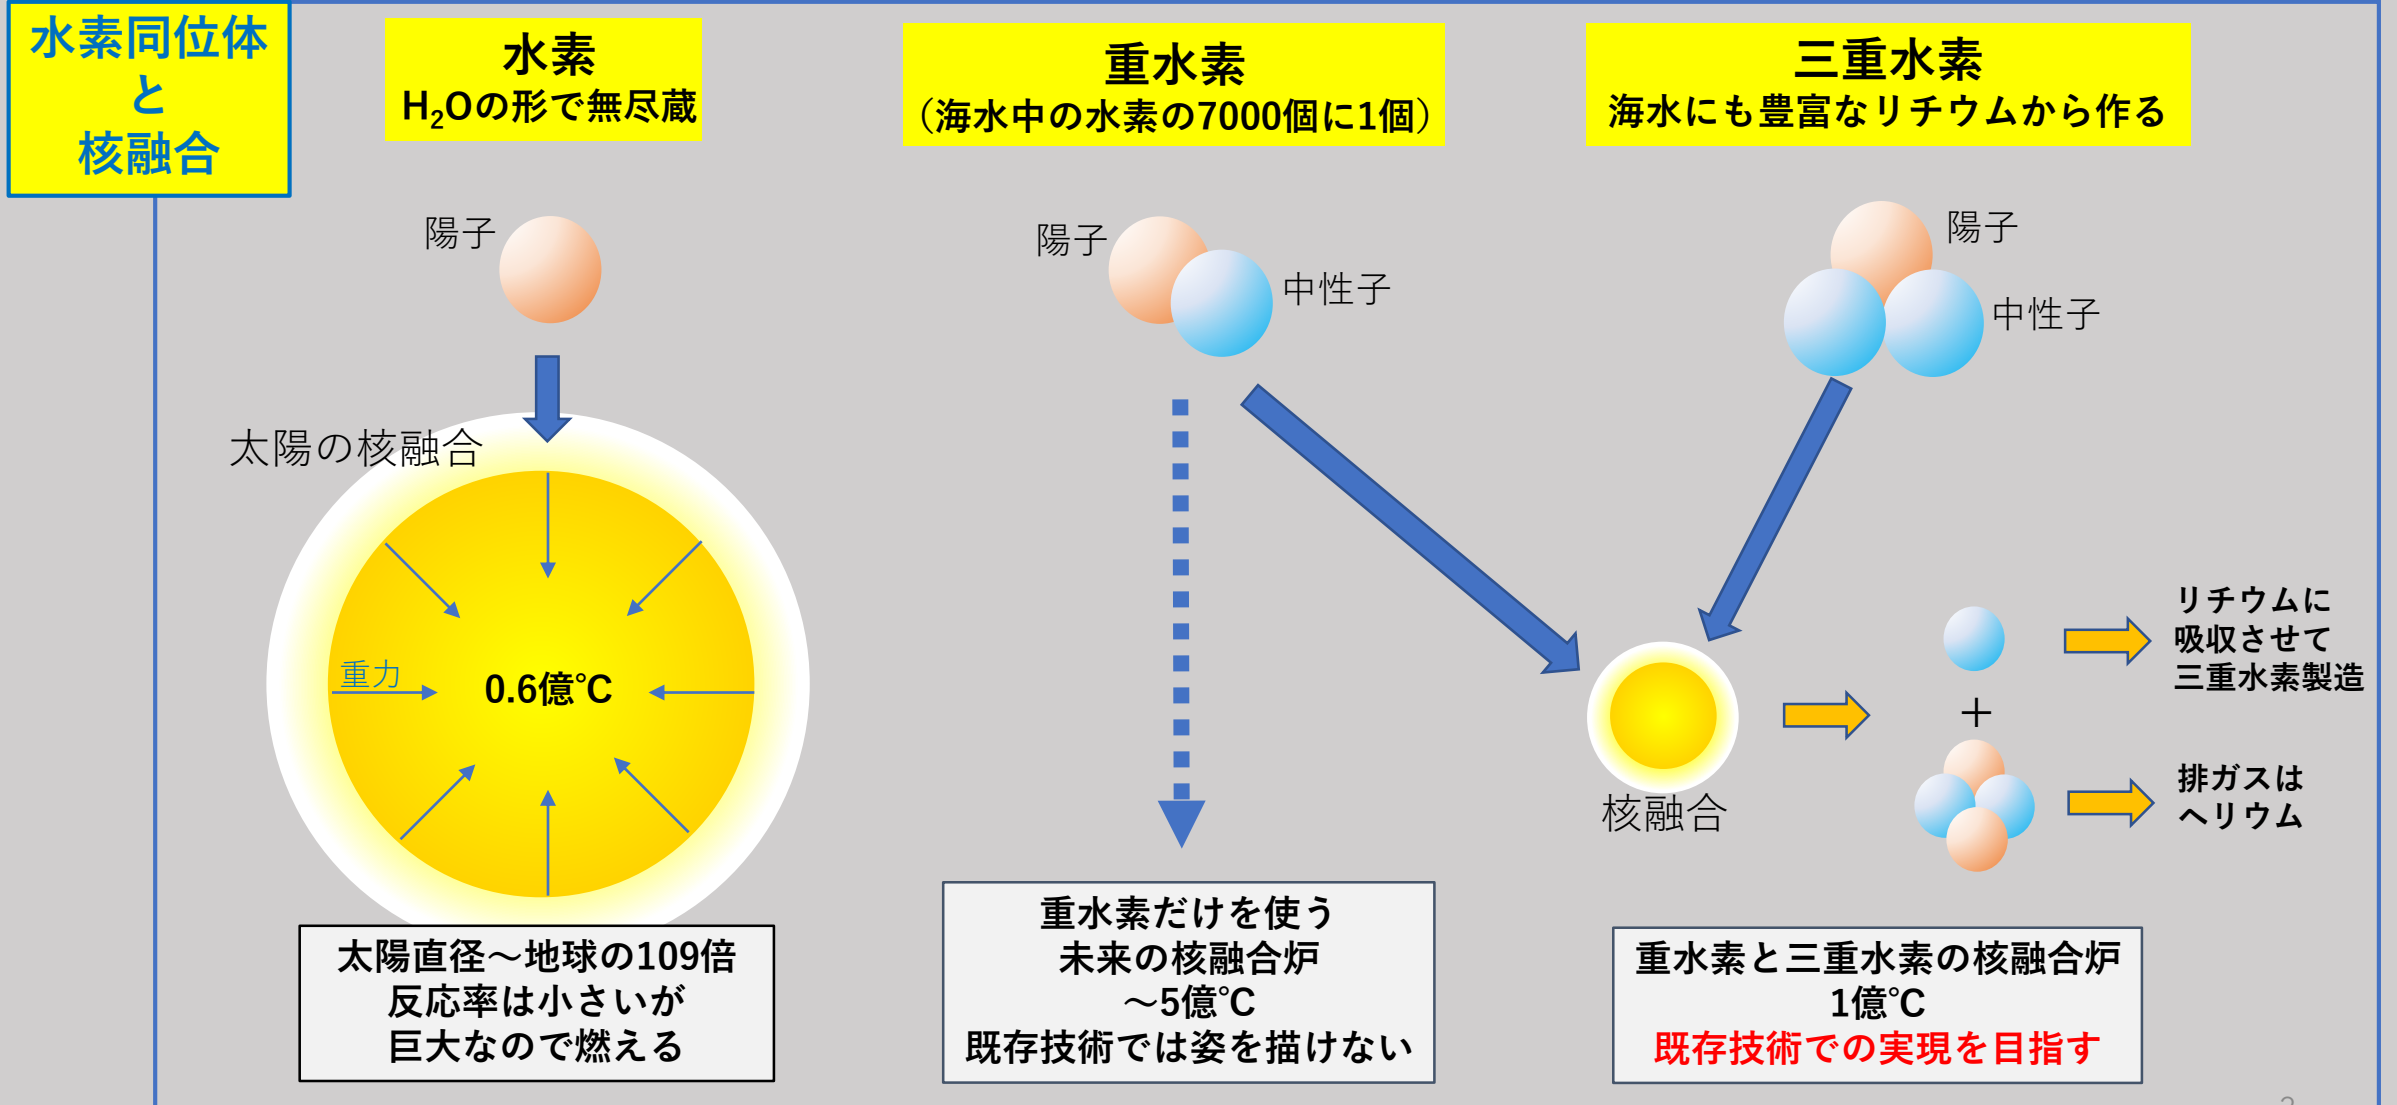 水素同位体
と
核融合
水素
H₂Oの形で無尽蔵
重水素
（海水中の水素の7000個に1個）
三重水素
海水にも豊富なリチウムから作る
陽子
陽子
中性子
陽子
中性子
太陽の核融合
重力
0.6億℃
核融合
＋
リチウムに
吸収させて
三重水素製造
排ガスは
ヘリウム
太陽直径～地球の109倍
反応率は小さいが
巨大なので燃える
重水素だけを使う
未来の核融合炉
～5億℃
既存技術では姿を描けない
重水素と三重水素の核融合炉
1億℃
既存技術での実現を目指す